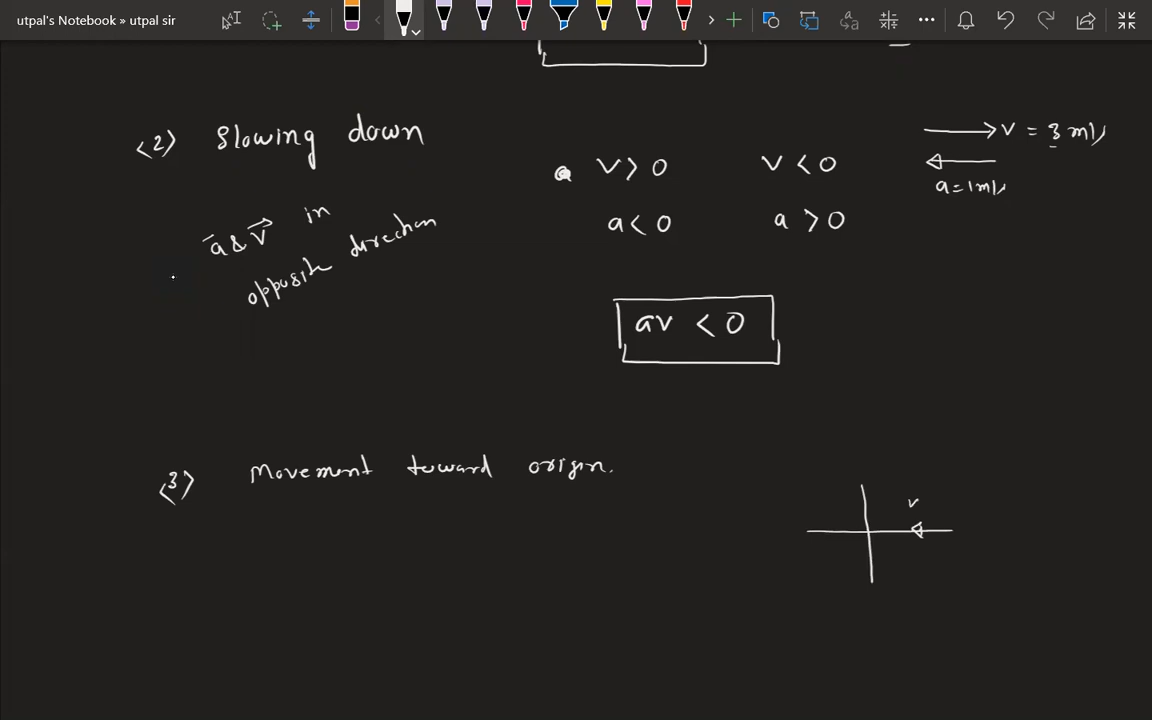 utpal's Notebook » utpal sir
(2) Slowing down
a & v in
opposite direction
v > 0 v < 0
a < 0 a > 0
v = 3 m/s
a = 1 m/s
av < 0
(3) Movement toward origin.
v